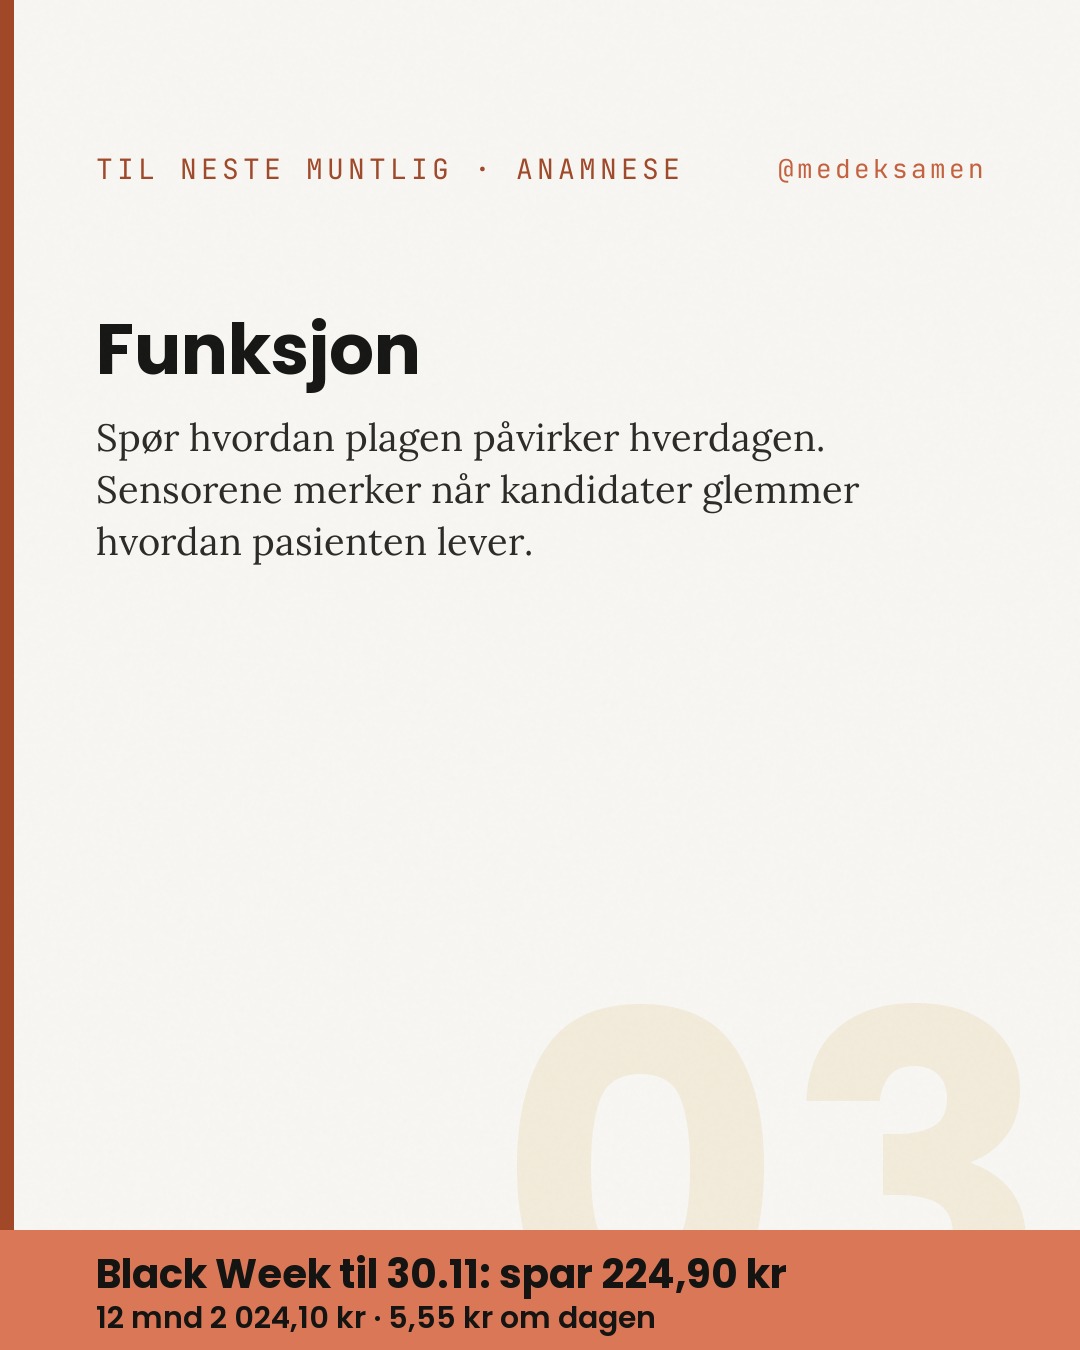 TIL NESTE MUNTLIG · ANAMNESE
@medeksamen
Funksjon
Spør hvordan plagen påvirker hverdagen.
Sensorene merker når kandidater glemmer
hvordan pasienten lever.
03
Black Week til 30.11: spar 224,90 kr
12 mnd 2 024,10 kr · 5,55 kr om dagen